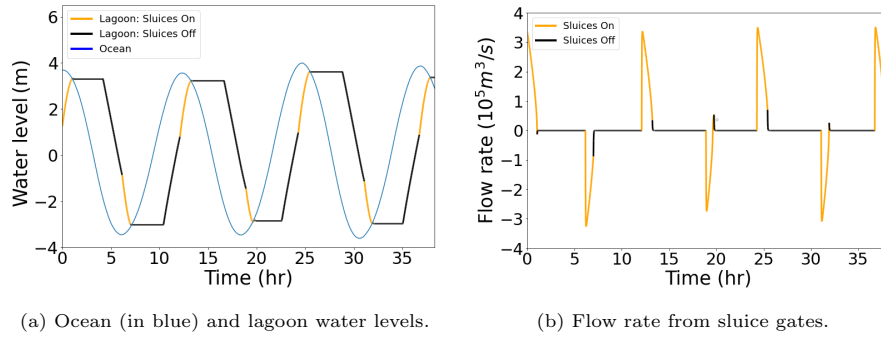 6
4
2
0
−2
−4
Water level (m)
Lagoon: Sluices On
Lagoon: Sluices Off
Ocean
0 5 10 15 20 25 30 35
Time (hr)
(a) Ocean (in blue) and lagoon water levels.
4
3
2
1
0
−1
−2
−3
−4
Flow rate (10⁵m³/s)
Sluices On
Sluices Off
0 5 10 15 20 25 30 35
Time (hr)
(b) Flow rate from sluice gates.